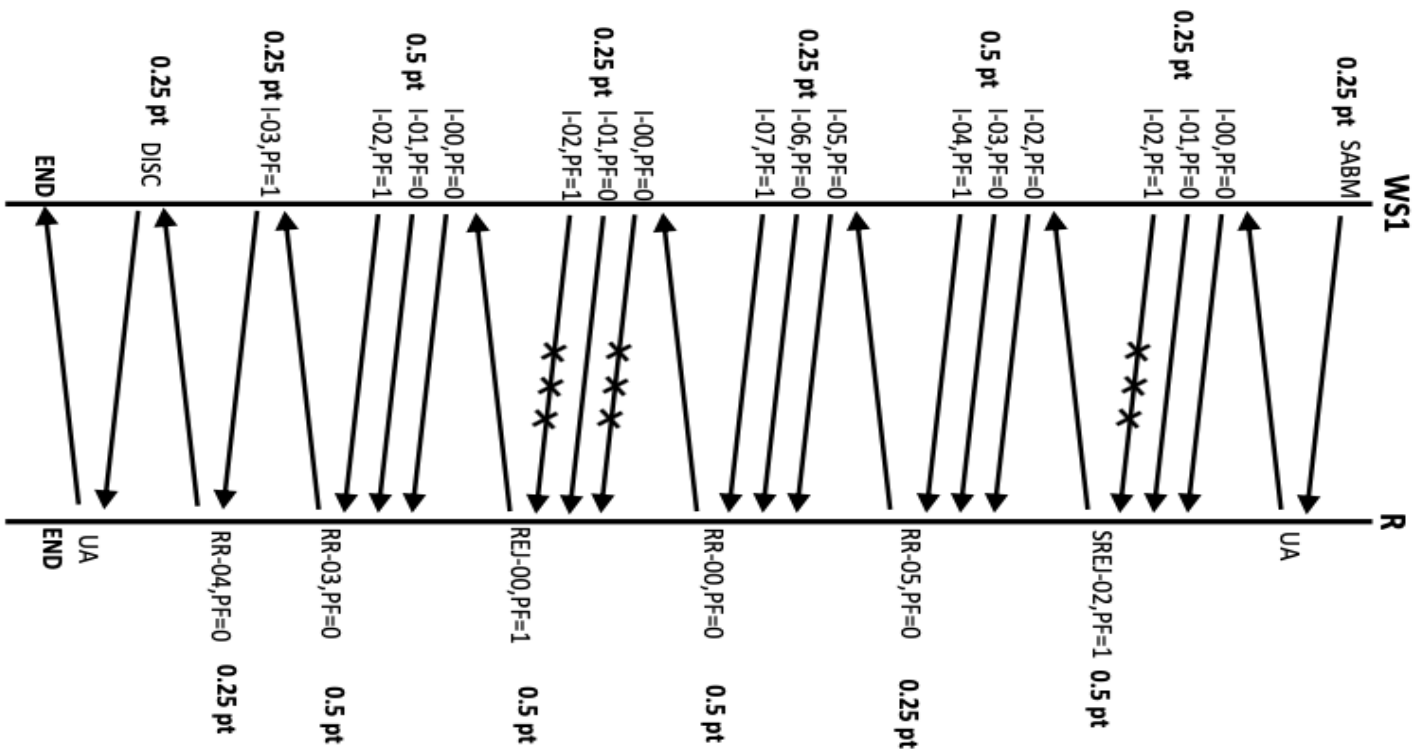 WS1 R
0.25 pt SABM
UA
I-00,PF=0
0.25 pt I-01,PF=0
I-02,PF=1
SREJ-02,PF=1 0.5 pt
I-02,PF=0
0.5 pt I-03,PF=0
I-04,PF=1
RR-05,PF=0 0.25 pt
I-05,PF=0
0.25 pt I-06,PF=0
I-07,PF=1
RR-00,PF=0 0.5 pt
I-00,PF=0
0.25 pt I-01,PF=0
I-02,PF=1
REJ-00,PF=1 0.5 pt
I-00,PF=0
0.5 pt I-01,PF=0
I-02,PF=1
RR-03,PF=0 0.5 pt
0.25 pt I-03,PF=1
RR-04,PF=0 0.25 pt
0.25 pt DISC
UA
END END